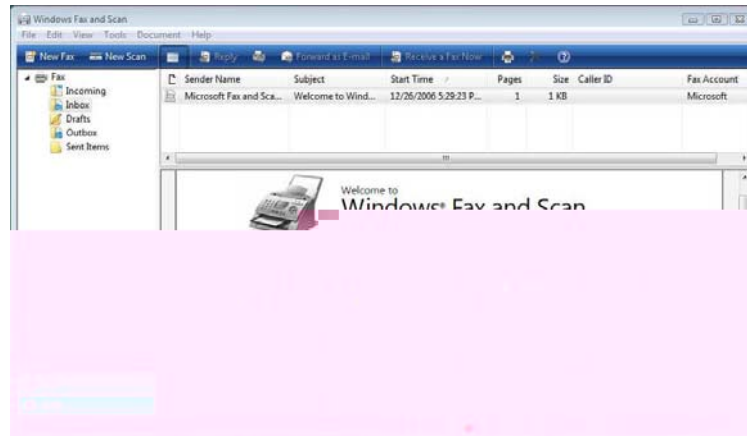 Windows Fax and Scan
File Edit View Tools Document Help
New Fax New Scan Reply Forward as E-mail Receive a Fax Now
Fax
Incoming
Inbox
Drafts
Outbox
Sent Items
Sender Name Subject Start Time Pages Size Caller ID Fax Account
Microsoft Fax and Sca... Welcome to Wind... 12/26/2006 5:29:23 P... 1 1 KB Microsoft
Welcome to
Windows Fax and Scan